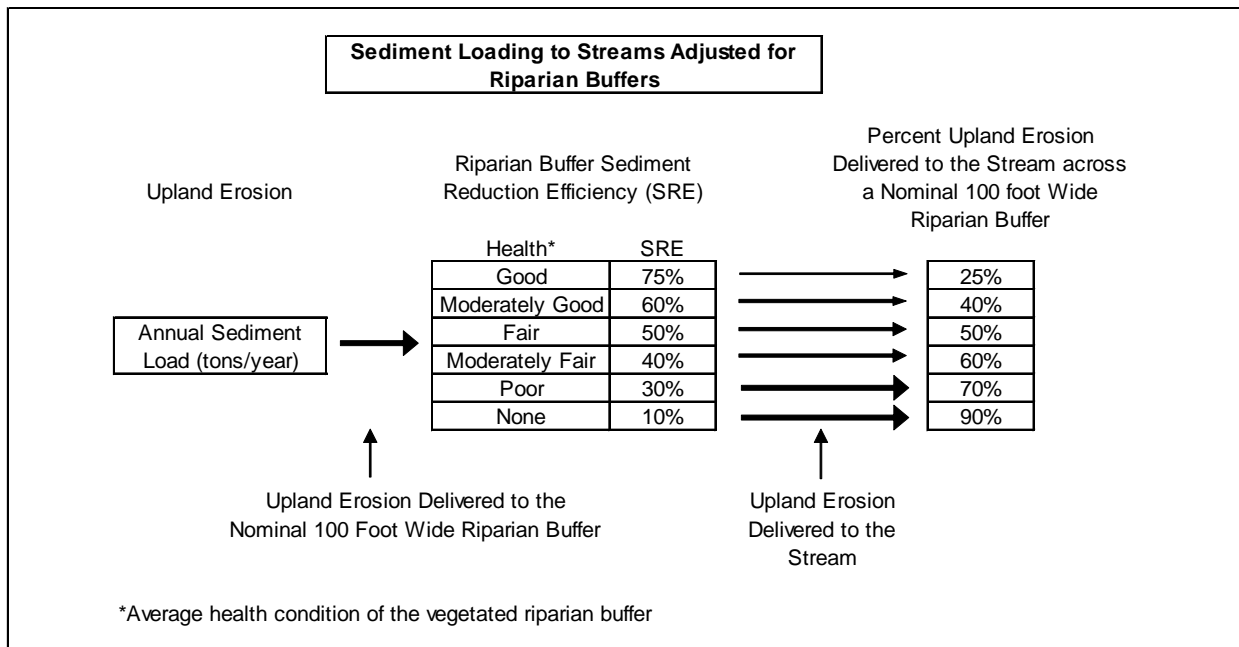 Sediment Loading to Streams Adjusted for
Riparian Buffers
Upland Erosion
Riparian Buffer Sediment
Reduction Efficiency (SRE)
Percent Upland Erosion
Delivered to the Stream across
a Nominal 100 foot Wide
Riparian Buffer
Health* SRE
Good 75% 25%
Moderately Good 60% 40%
Fair 50% 50%
Moderately Fair 40% 60%
Poor 30% 70%
None 10% 90%
Annual Sediment
Load (tons/year)
Upland Erosion Delivered to the
Nominal 100 Foot Wide Riparian Buffer
Upland Erosion
Delivered to the
Stream
*Average health condition of the vegetated riparian buffer